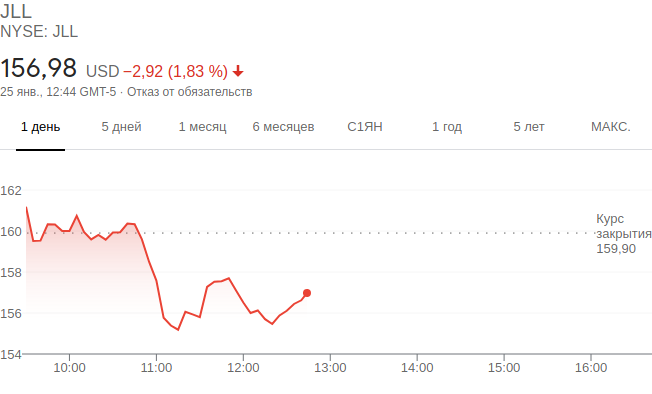 JLL
NYSE: JLL
156,98 USD −2,92 (1,83 %)
25 янв., 12:44 GMT-5 · Отказ от обязательств
1 день 5 дней 1 месяц 6 месяцев С1ЯН 1 год 5 лет МАКС.
162
160
158
156
154
Курс
закрытия
159,90
10:00 11:00 12:00 13:00 14:00 15:00 16:00